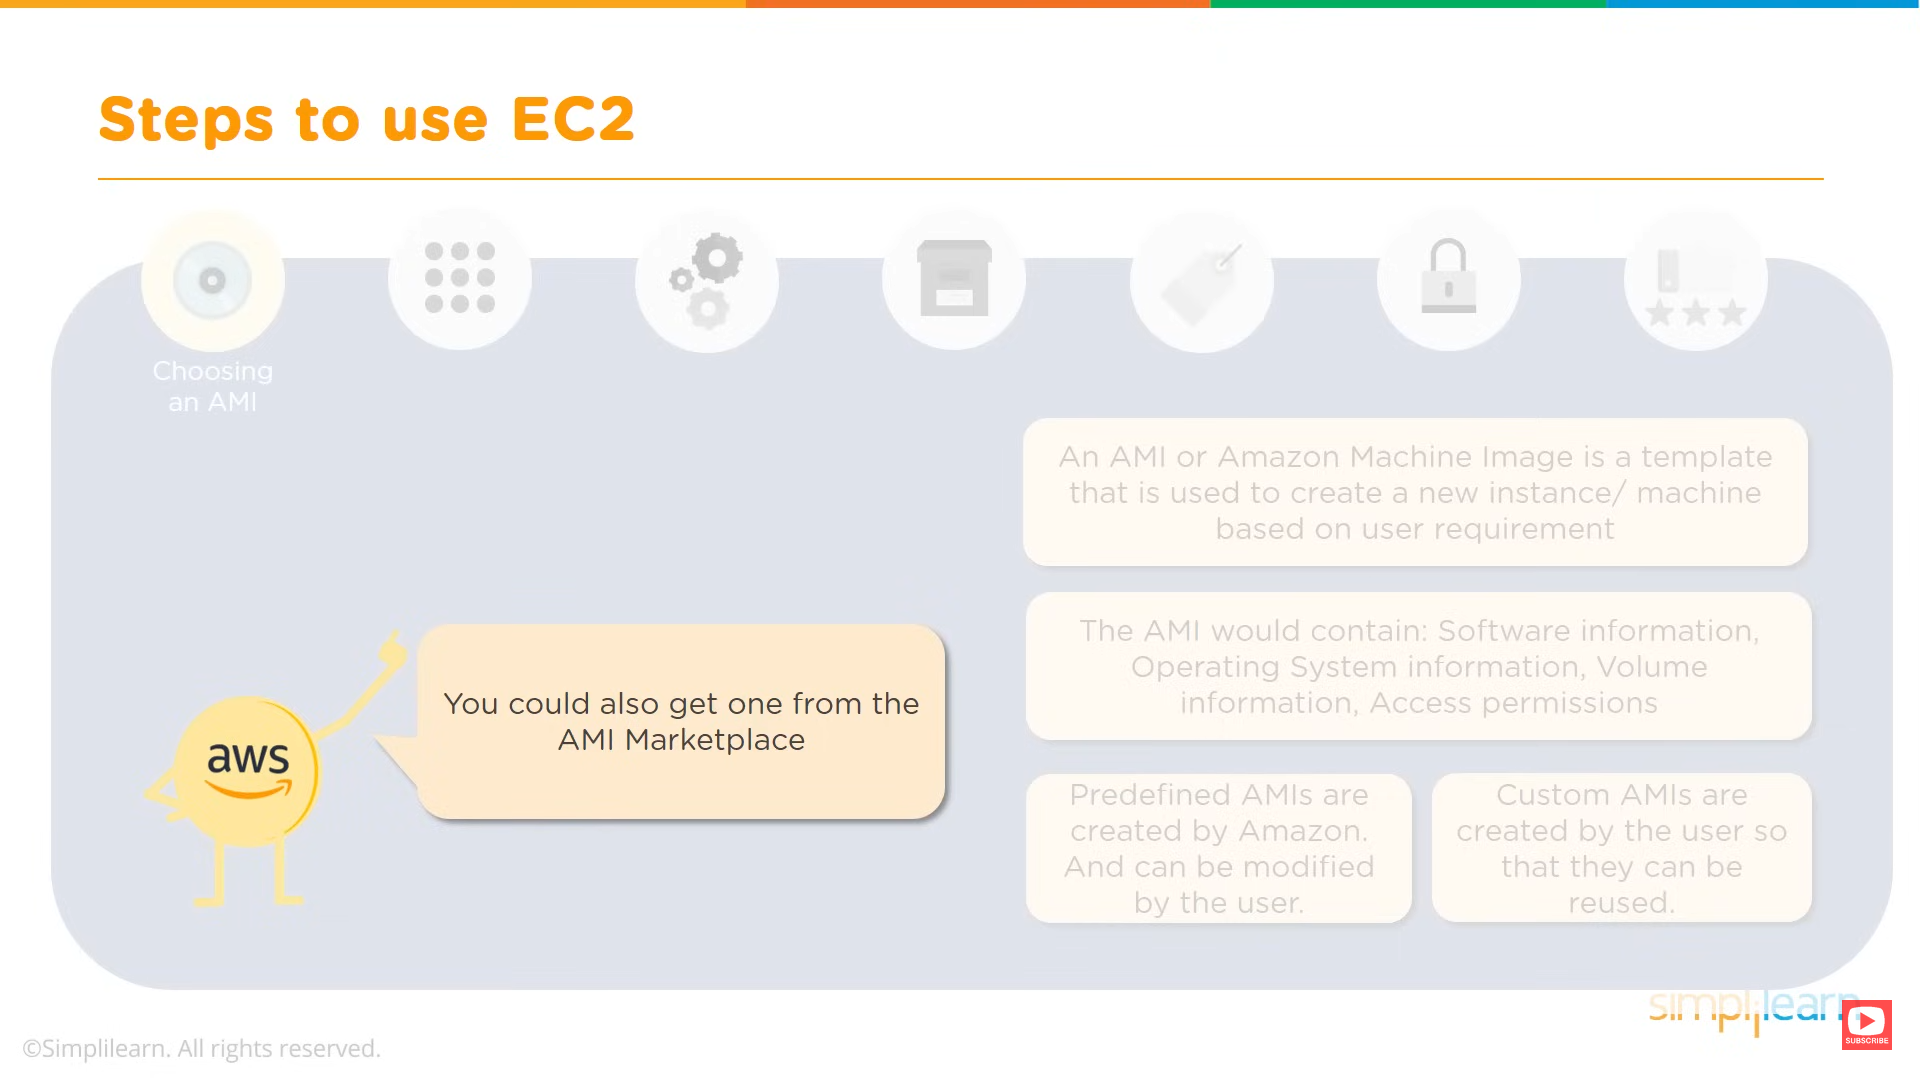 Steps to use EC2
Choosing
an AMI
An AMI or Amazon Machine Image is a template
that is used to create a new instance/ machine
based on user requirement
The AMI would contain: Software information,
Operating System information, Volume
information, Access permissions
You could also get one from the
AMI Marketplace
aws
Predefined AMIs are
created by Amazon.
And can be modified
by the user.
Custom AMIs are
created by the user so
that they can be
reused.
simplilearn
SUBSCRIBE
©Simplilearn. All rights reserved.